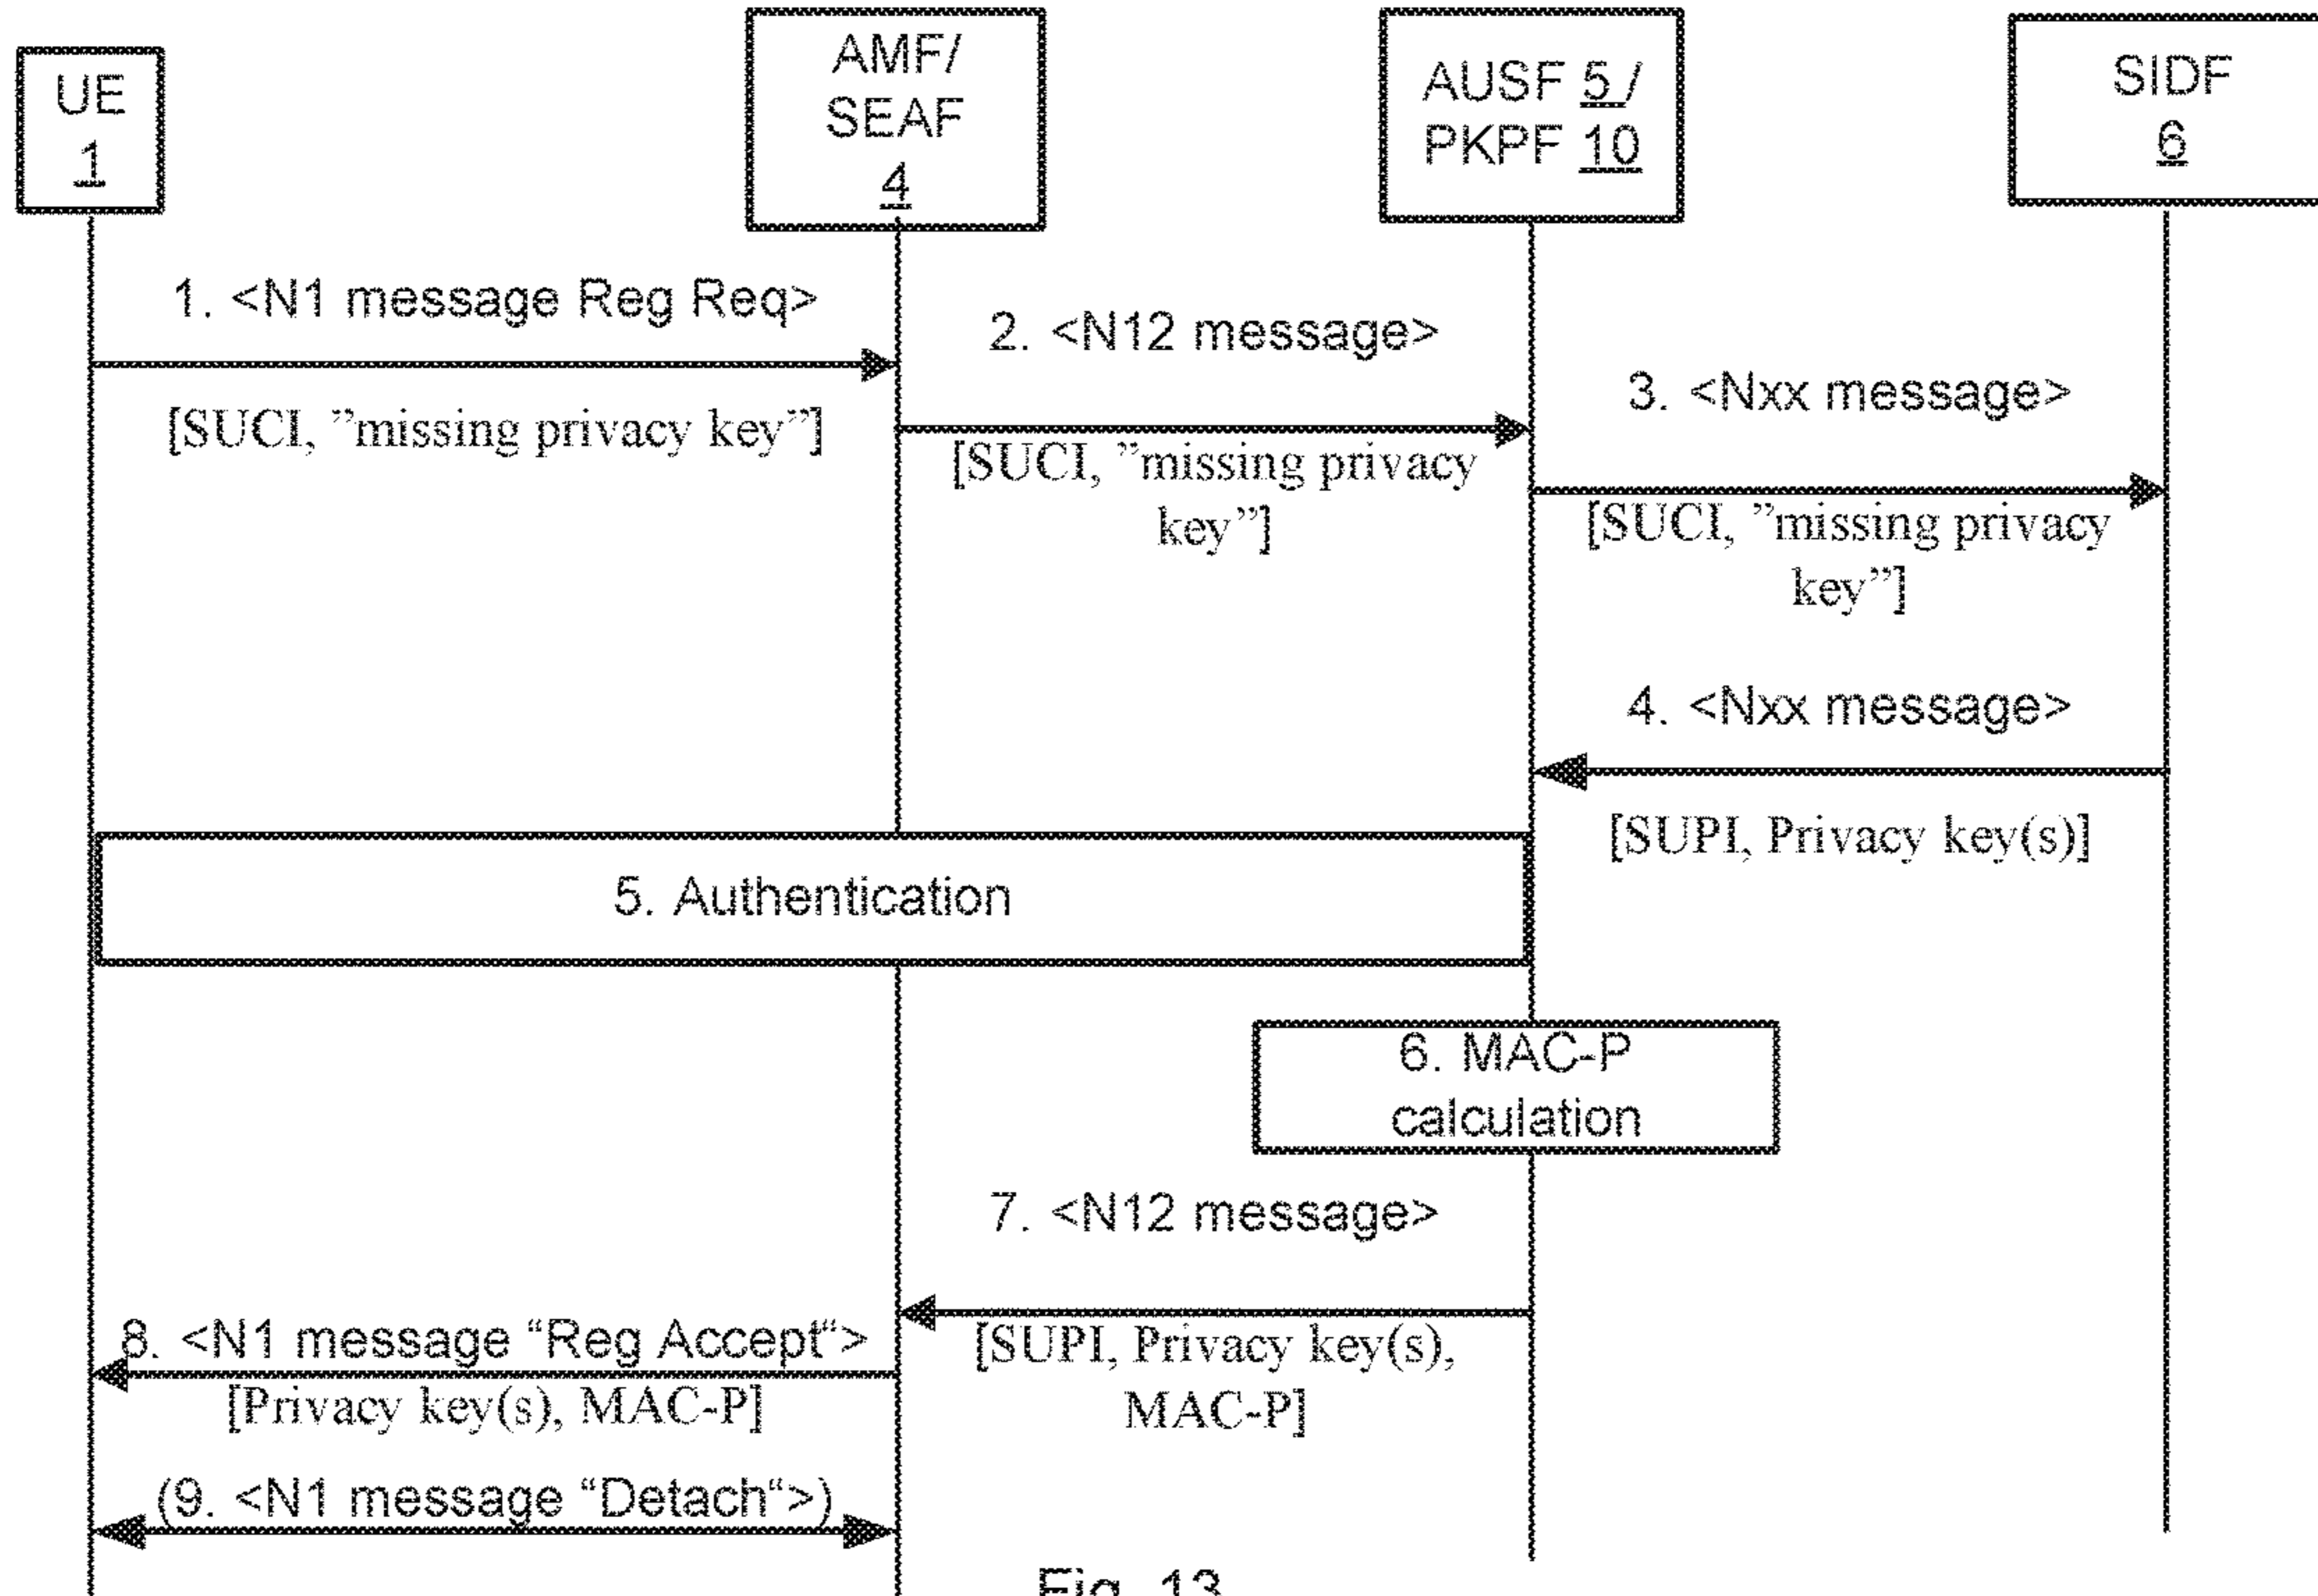 UE
1
AMF/
SEAF
4
AUSF 5 /
PKPF 10
SIDF
6
1. <N1 message Reg Req>
[SUCI, ”missing privacy key”]
2. <N12 message>
[SUCI, ”missing privacy
key”]
3. <Nxx message>
[SUCI, ”missing privacy
key”]
4. <Nxx message>
[SUPI, Privacy key(s)]
5. Authentication
6. MAC-P
calculation
7. <N12 message>
[SUPI, Privacy key(s),
MAC-P]
8. <N1 message “Reg Accept“>
[Privacy key(s), MAC-P]
(9. <N1 message “Detach“>)
Fig. 13